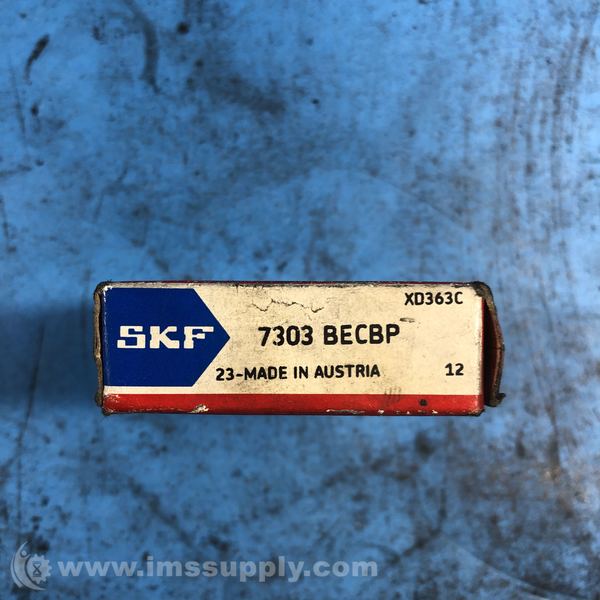 XD363C
SKF 7303 BECBP
23-MADE IN AUSTRIA 12
www.imssupply.com